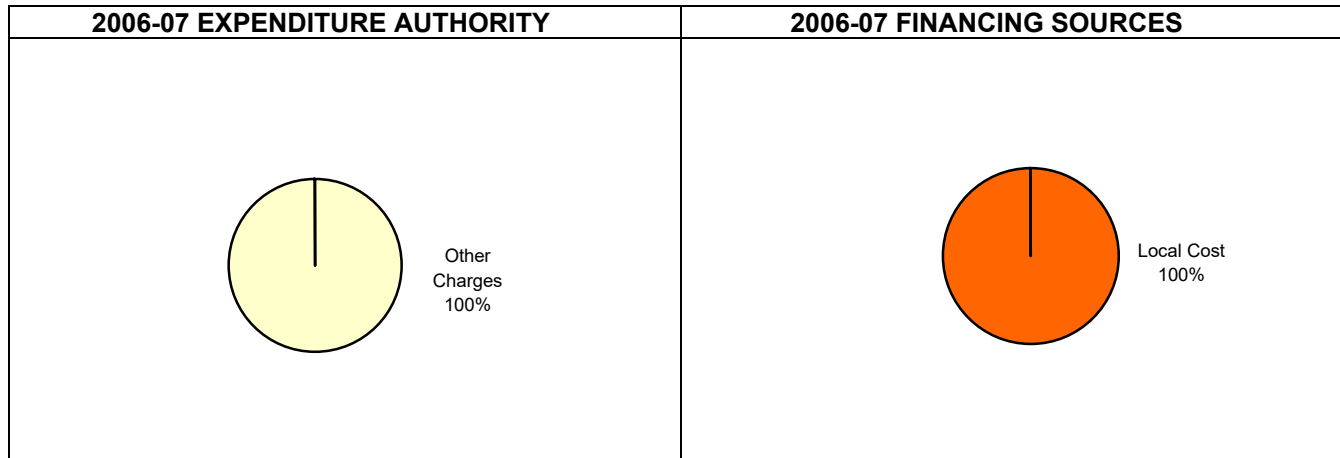 2006-07 EXPENDITURE AUTHORITY
2006-07 FINANCING SOURCES
Other
Charges
100%
Local Cost
100%